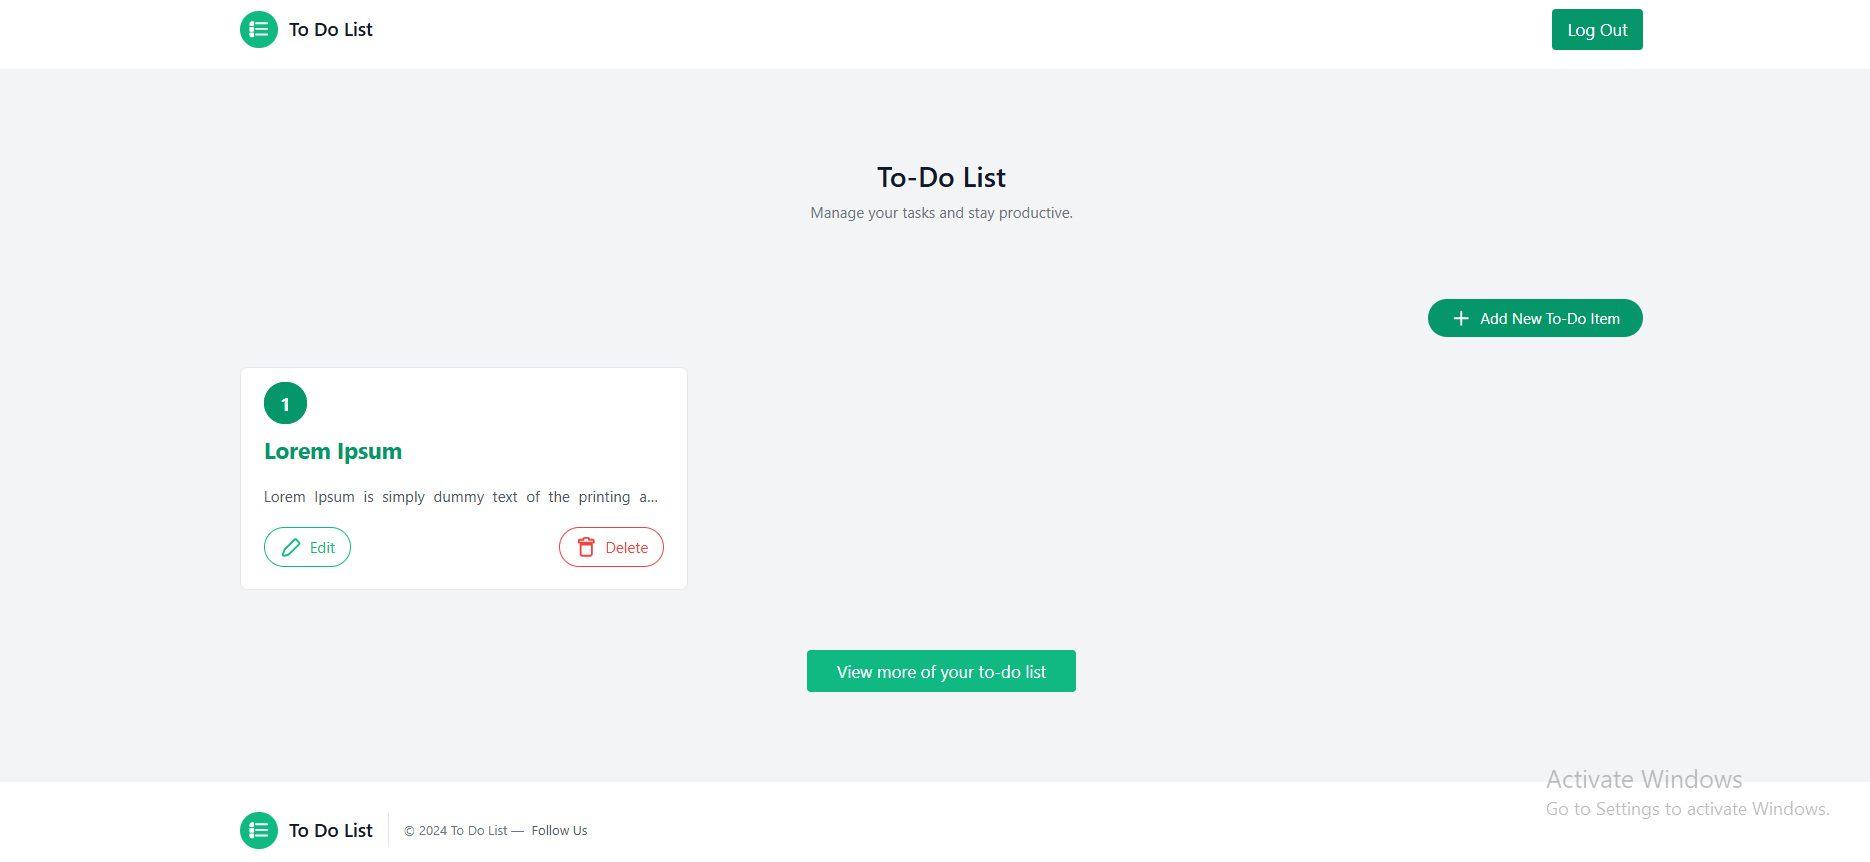 To Do List
Log Out
To-Do List
Manage your tasks and stay productive.
Add New To-Do Item
1
Lorem Ipsum
Lorem Ipsum is simply dummy text of the printing a...
Edit
Delete
View more of your to-do list
Activate Windows
Go to Settings to activate Windows.
To Do List
© 2024 To Do List — Follow Us